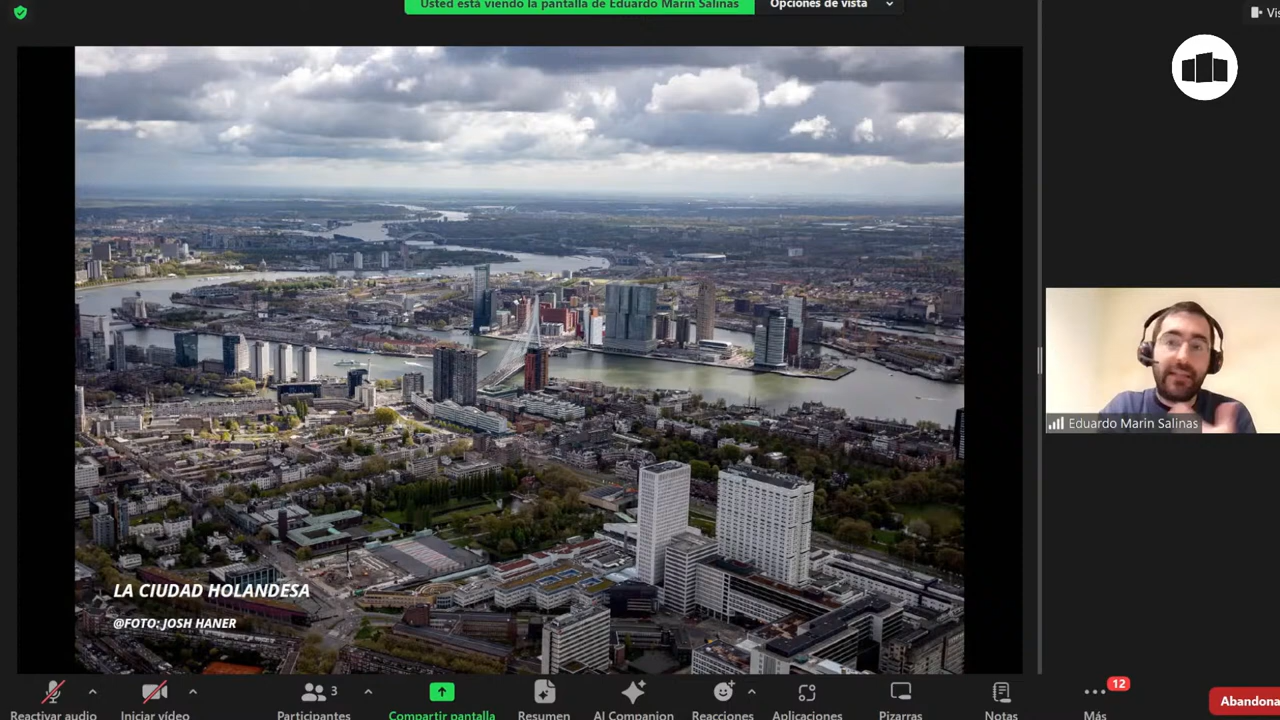 Usted está viendo la pantalla de Eduardo Marin Salinas
Opciones de vista
Vis
Eduardo Marin Salinas
LA CIUDAD HOLANDESA
@FOTO: JOSH HANER
Reactivar audio
Iniciar vídeo
3
Participantes
Compartir pantalla
Resumen
AI Companion
Reacciones
Aplicaciones
Pizarras
Notas
12
Más
Abandona